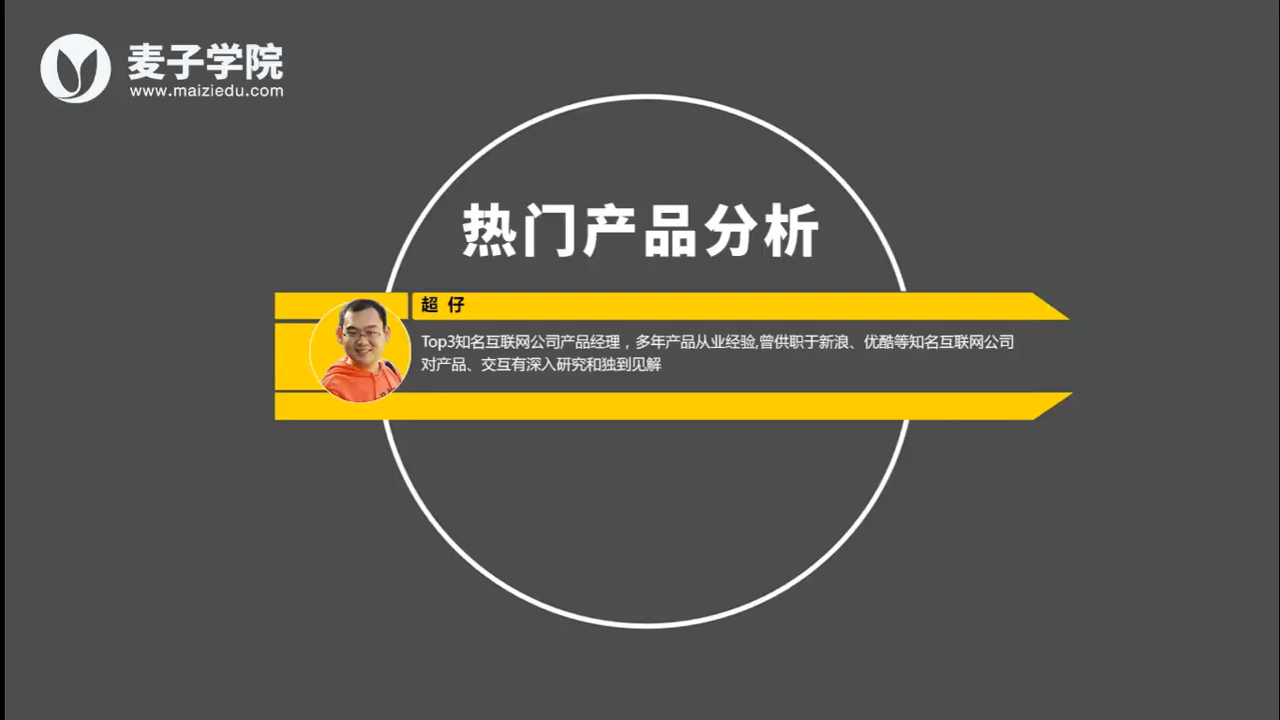 麦子学院
www.maiziedu.com
热门产品分析
超 仔
Top3知名互联网公司产品经理，多年产品从业经验,曾供职于新浪、优酷等知名互联网公司
对产品、交互有深入研究和独到见解